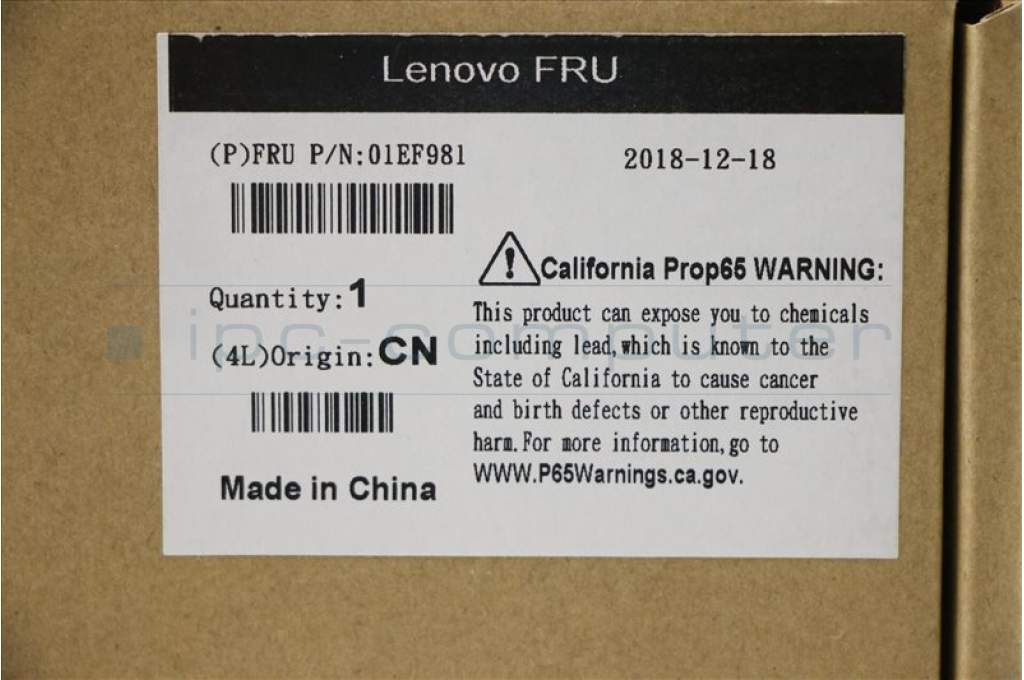 Lenovo FRU
(P)FRU P/N:01EF981
2018-12-18
Quantity:1
(4L)Origin:CN
Made in China
California Prop65 WARNING:
This product can expose you to chemicals
including lead,which is known to the
State of California to cause cancer
and birth defects or other reproductive
harm.For more information,go to
WWW.P65Warnings.ca.gov.
ipc-computer